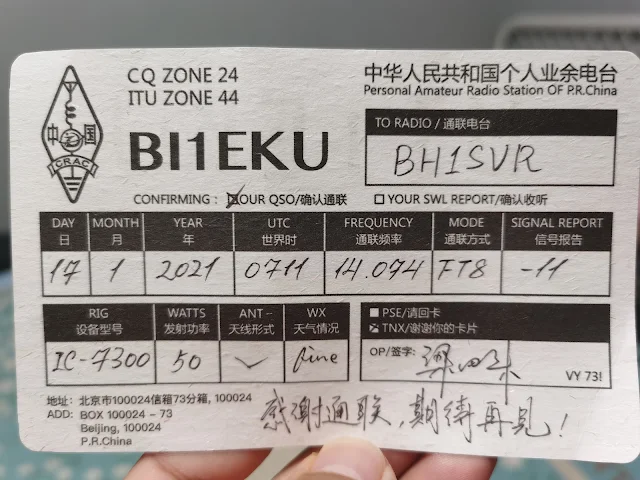 CQ ZONE 24
ITU ZONE 44
中华人民共和国个人业余电台
Personal Amateur Radio Station OF P.R.China
中国
CRAC
BI1EKU
TO RADIO / 通联电台
BH1SVR
CONFIRMING : ☑OUR QSO/确认通联 ☐YOUR SWL REPORT/确认收听
DAY MONTH YEAR UTC FREQUENCY MODE SIGNAL REPORT
日 月 年 世界时 通联频率 通联方式 信号报告
17 1 2021 0711 14.074 FT8 -11
RIG WATTS ANT- WX
设备型号 发射功率 天线形式 天气情况
IC-7300 50 ✓ fine
PSE/请回卡
TNX/谢谢你的卡片
OP/签字:
VY 73!
地址: 北京市100024信箱73分箱, 100024
ADD: BOX 100024 – 73
Beijing, 100024
P.R.China
感谢通联,期待再见!